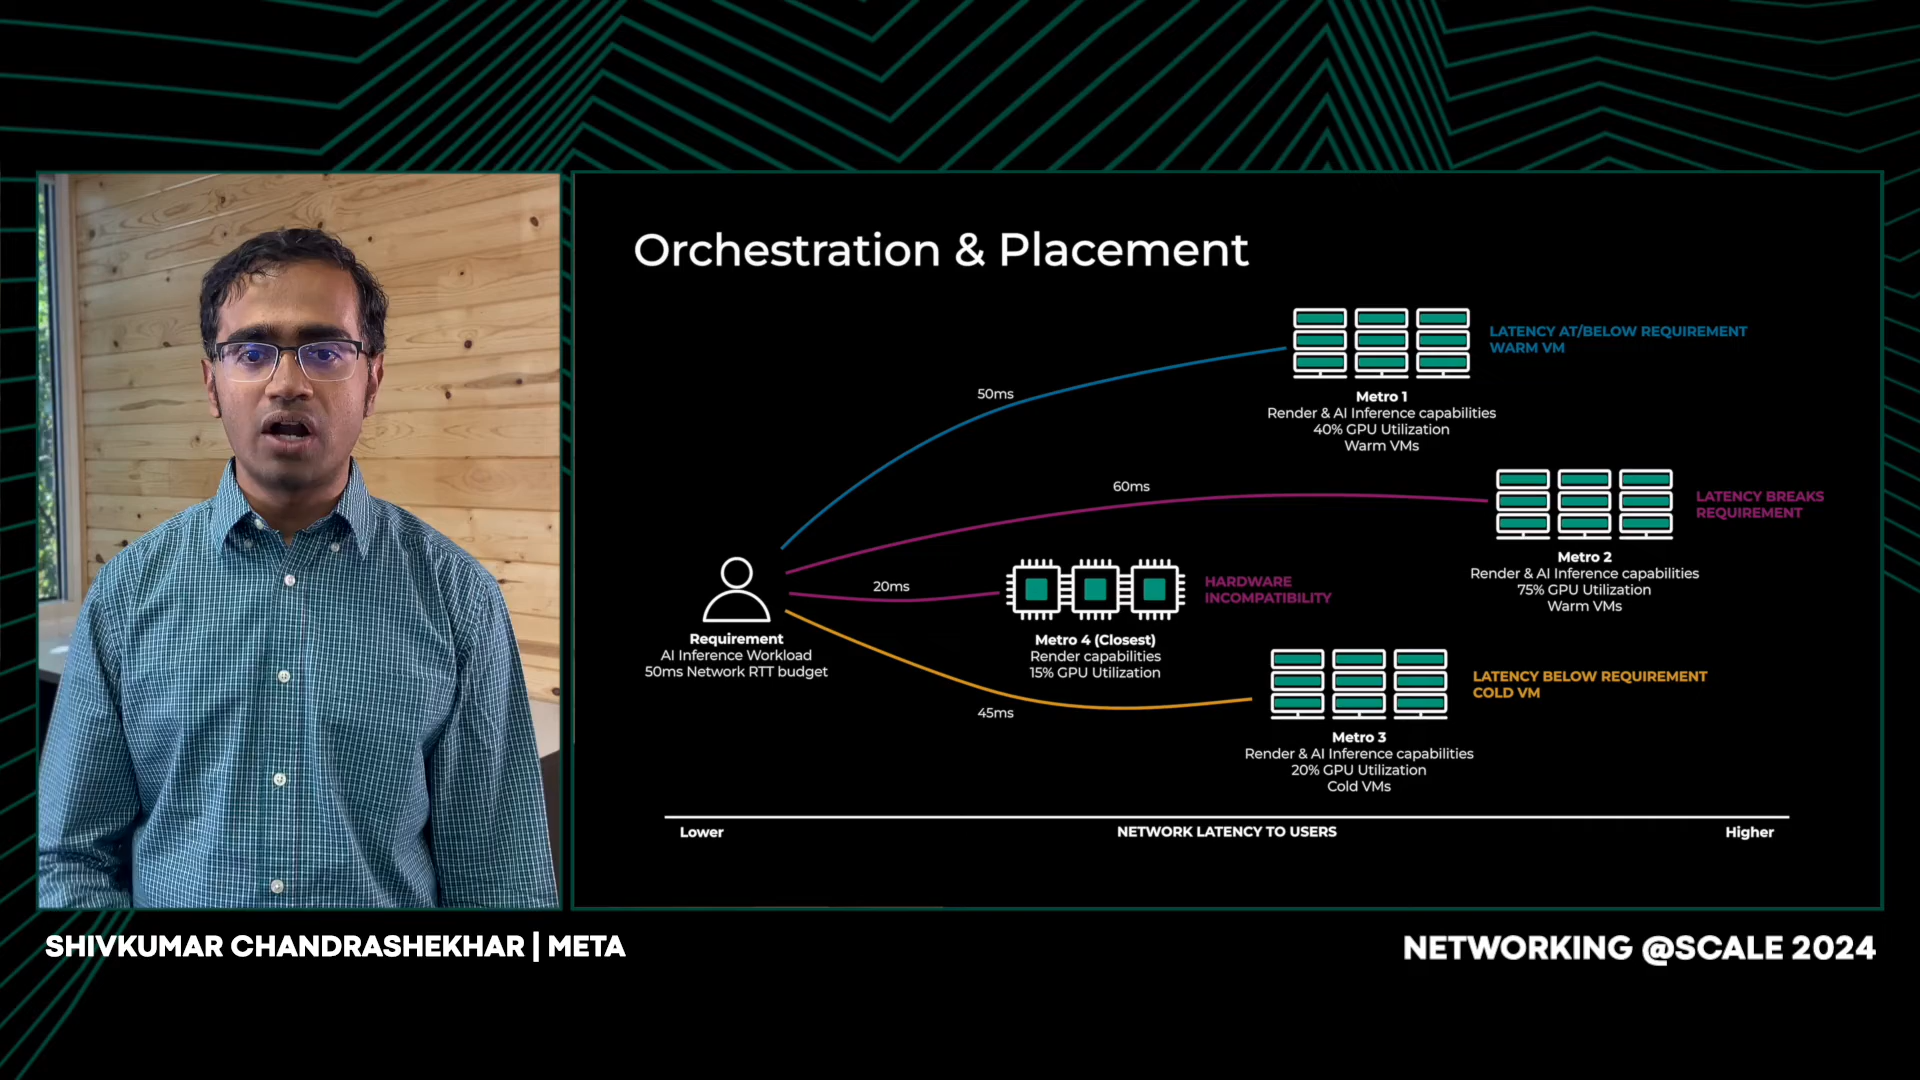 Orchestration & Placement
LATENCY AT/BELOW REQUIREMENT
WARM VM
50ms
Metro 1
Render & AI Inference capabilities
40% GPU Utilization
Warm VMs
60ms
LATENCY BREAKS
REQUIREMENT
Metro 2
Render & AI Inference capabilities
75% GPU Utilization
Warm VMs
20ms
HARDWARE
INCOMPATIBILITY
Requirement
AI Inference Workload
50ms Network RTT budget
Metro 4 (Closest)
Render capabilities
15% GPU Utilization
45ms
LATENCY BELOW REQUIREMENT
COLD VM
Metro 3
Render & AI Inference capabilities
20% GPU Utilization
Cold VMs
Lower
NETWORK LATENCY TO USERS
Higher
SHIVKUMAR CHANDRASHEKHAR | META
NETWORKING @SCALE 2024